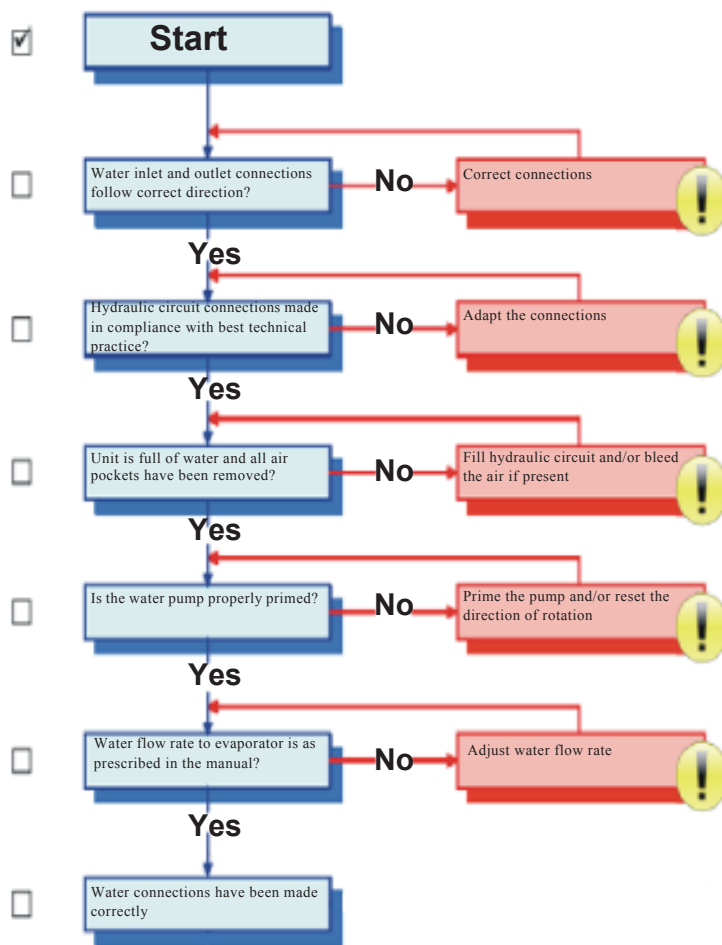 Start
Water inlet and outlet connections
follow correct direction?
No
Correct connections
Yes
Hydraulic circuit connections made
in compliance with best technical
practice?
No
Adapt the connections
Yes
Unit is full of water and all air
pockets have been removed?
No
Fill hydraulic circuit and/or bleed
the air if present
Yes
Is the water pump properly primed?
No
Prime the pump and/or reset the
direction of rotation
Yes
Water flow rate to evaporator is as
prescribed in the manual?
No
Adjust water flow rate
Yes
Water connections have been made
correctly